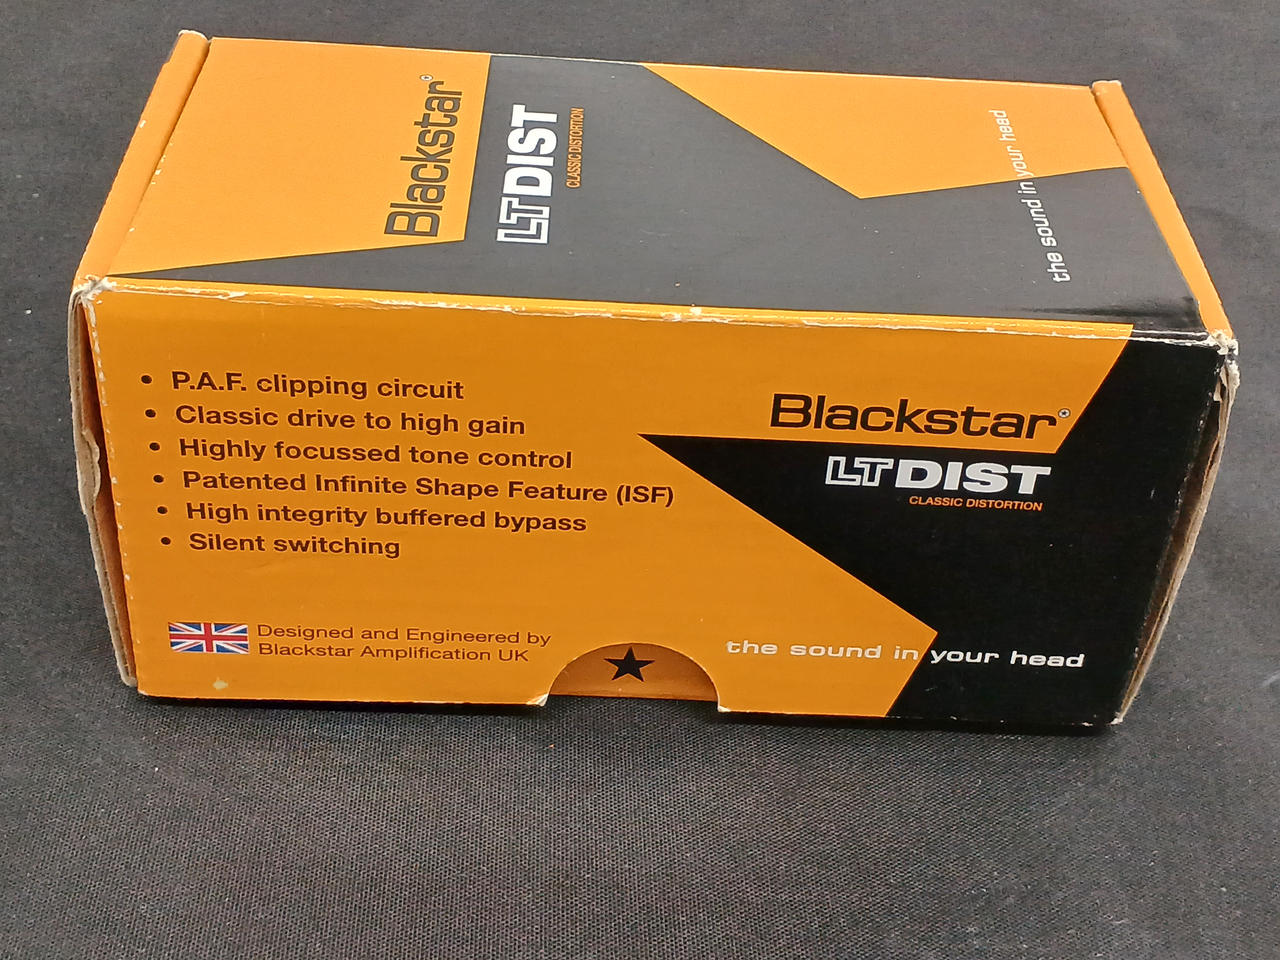 Blackstar
LT DIST
CLASSIC DISTORTION
the sound in your head
• P.A.F. clipping circuit
• Classic drive to high gain
• Highly focussed tone control
• Patented Infinite Shape Feature (ISF)
• High integrity buffered bypass
• Silent switching
Designed and Engineered by
Blackstar Amplification UK
Blackstar
LT DIST
CLASSIC DISTORTION
the sound in your head